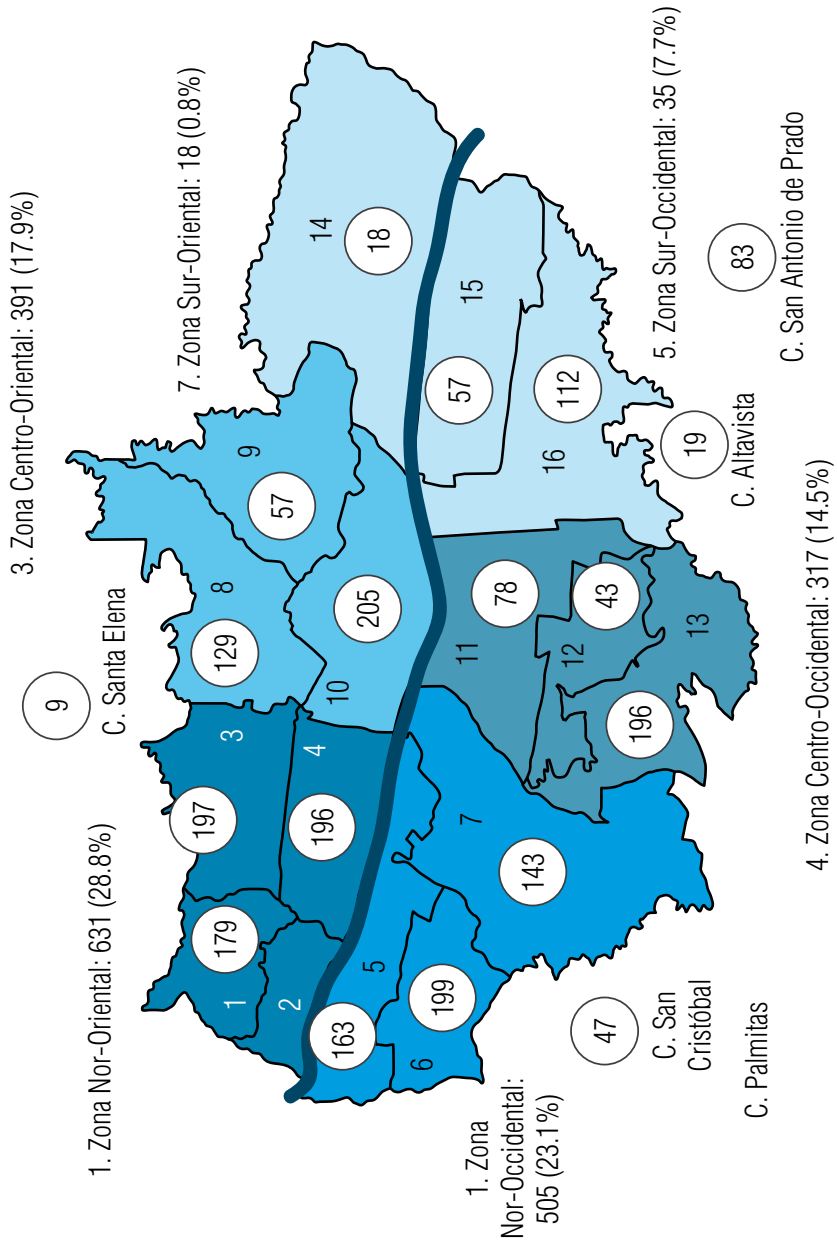 3. Zona Centro-Oriental: 391 (17.9%)
9
C. Santa Elena
1. Zona Nor-Oriental: 631 (28.8%)
7. Zona Sur-Oriental: 18 (0.8%)
197
179
129
8
1
3
9
57
2
4
196
14
10
163
205
18
5
6
199
57
7
11
15
1. Zona
Nor-Occidental:
505 (23.1%)
78
143
16
112
12
43
196
13
47
C. San
Cristóbal
C. Palmitas
5. Zona Sur-Occidental: 35 (7.7%)
19
C. Altavista
83
C. San Antonio de Prado
4. Zona Centro-Occidental: 317 (14.5%)